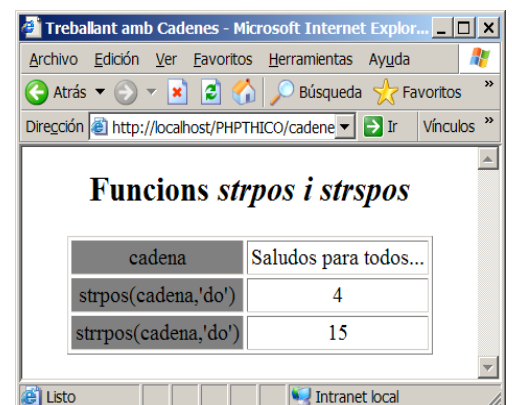 Treballant amb Cadenes - Microsoft Internet Explor...
Archivo Edición Ver Favoritos Herramientas Ayuda
Atrás Búsqueda Favoritos »
Dirección http://localhost/PHPTHICO/cadene Ir Vínculos »
Funcions strpos i strspos
cadena Saludos para todos...
strpos(cadena,'do') 4
strrpos(cadena,'do') 15
Listo Intranet local